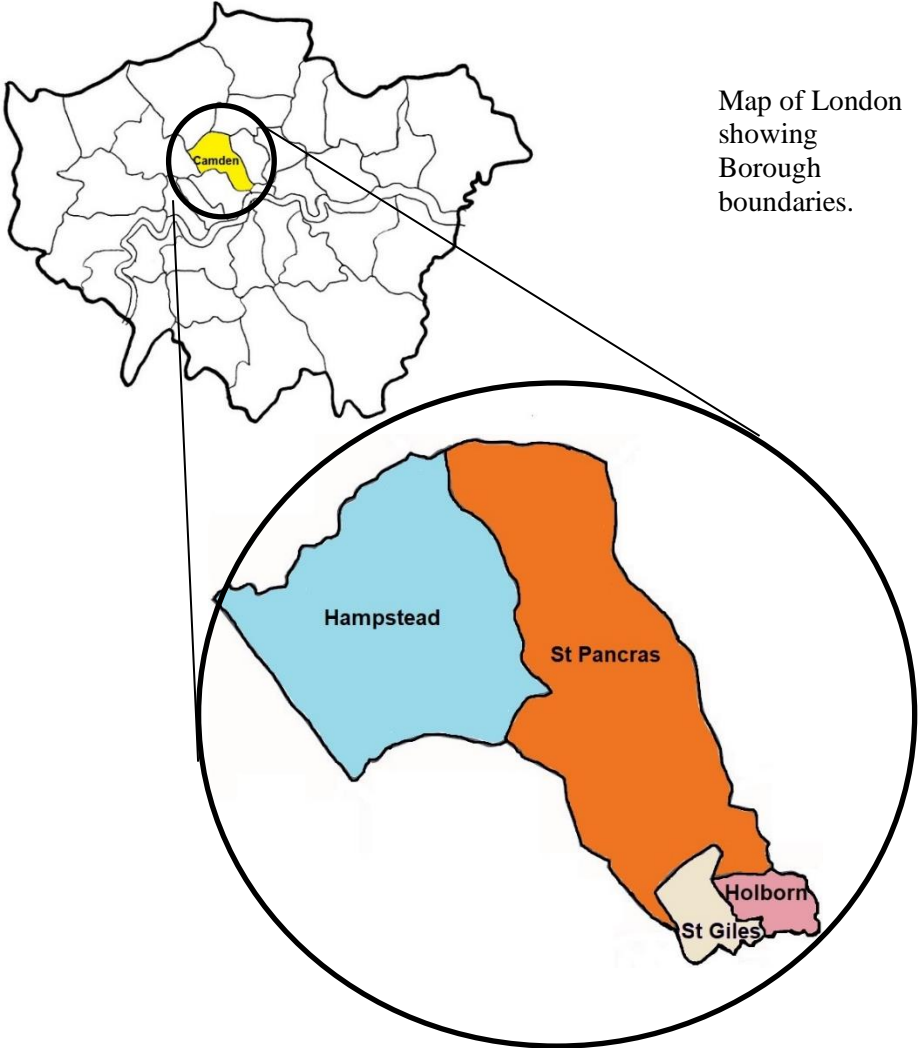 Map of London
showing
Borough
boundaries.
Camden
Hampstead
St Pancras
Holborn
St Giles